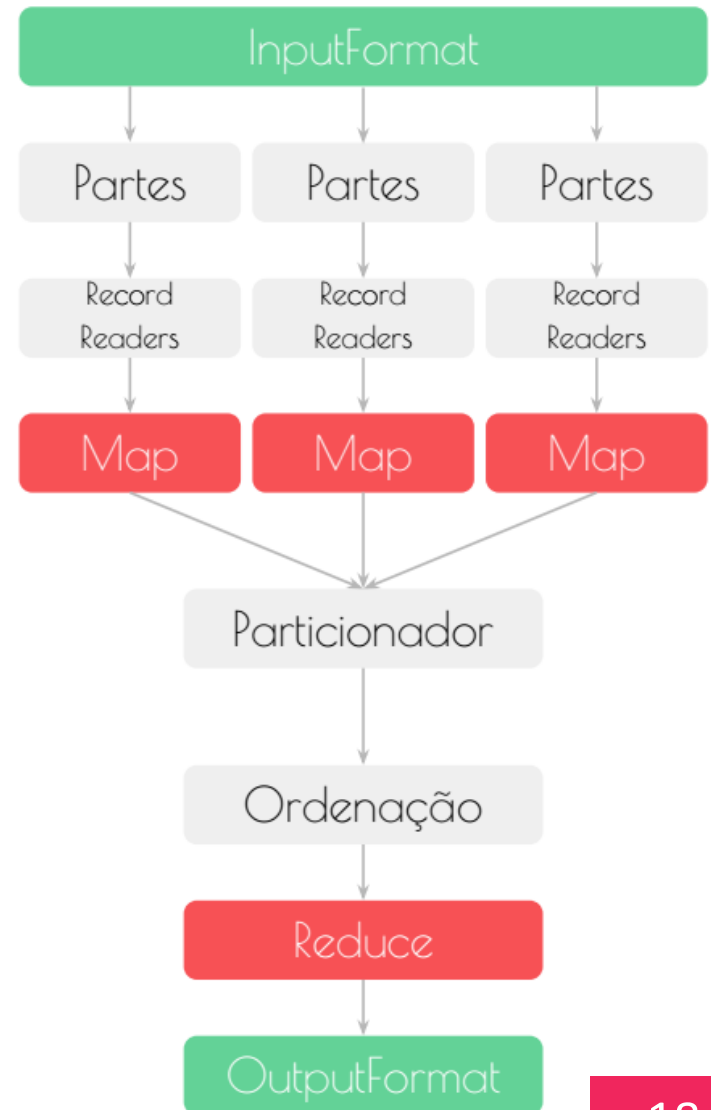 InputFormat
Partes Partes Partes
Record Record Record
Readers Readers Readers
Map Map Map
Particionador
Ordenação
Reduce
OutputFormat